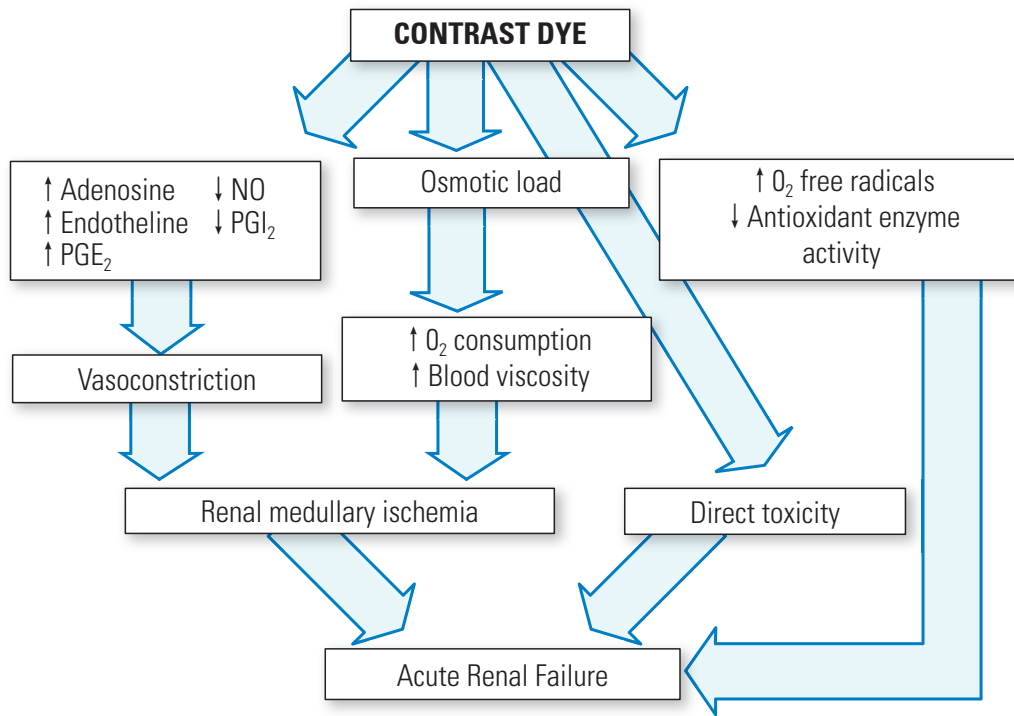 CONTRAST DYE
↑ Adenosine ↓ NO
↑ Endotheline ↓ PGI₂
↑ PGE₂
Osmotic load
↑ O₂ free radicals
↓ Antioxidant enzyme
activity
↑ O₂ consumption
↑ Blood viscosity
Vasoconstriction
Renal medullary ischemia
Direct toxicity
Acute Renal Failure